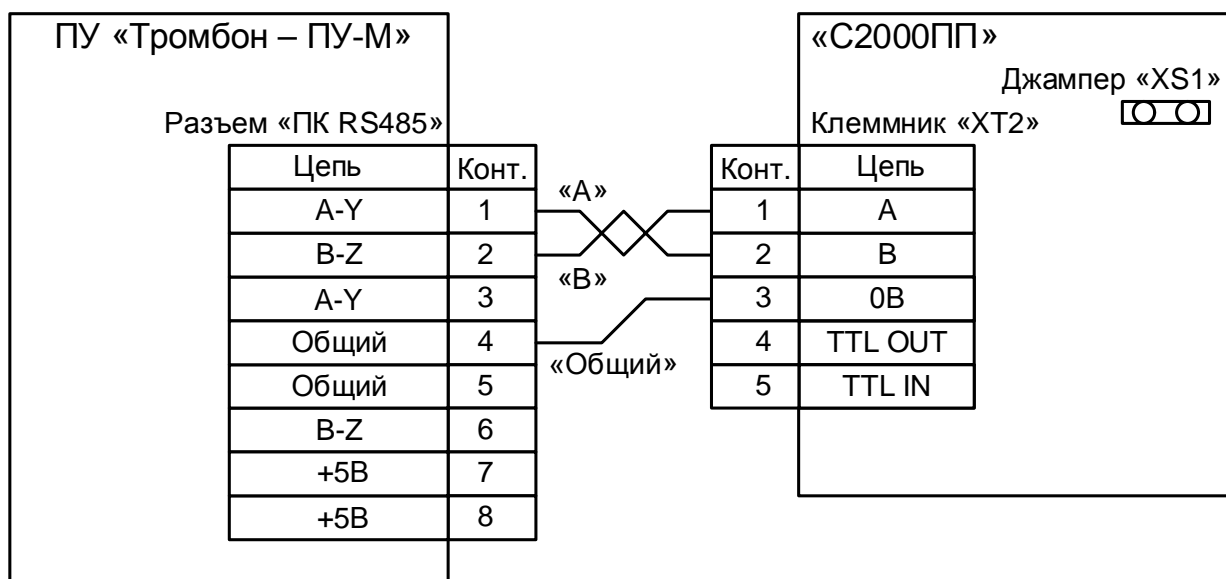 ПУ «Тромбон – ПУ-М»
«С2000ПП»
Джампер «XS1»
Разъем «ПК RS485»
Клеммник «XT2»
Цепь Конт.
A-Y 1
B-Z 2
A-Y 3
Общий 4
Общий 5
B-Z 6
+5В 7
+5В 8
«А»
«В»
«Общий»
Конт. Цепь
1 A
2 B
3 0В
4 TTL OUT
5 TTL IN